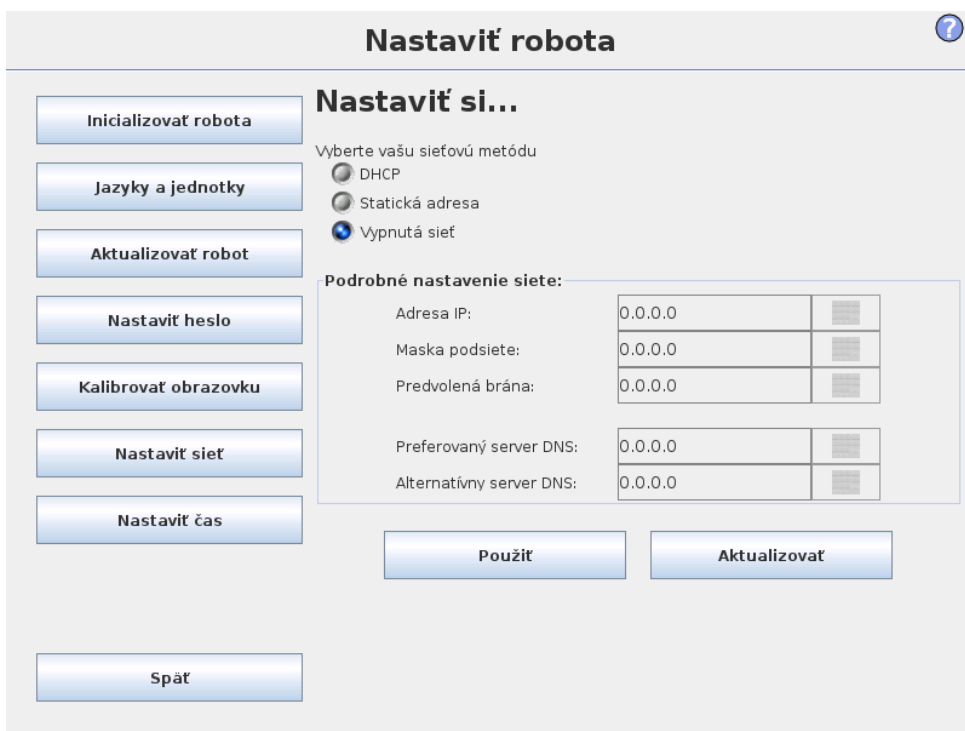 Nastaviť robota
?
Inicializovať robota
Jazyky a jednotky
Aktualizovať robot
Nastaviť heslo
Kalibrovať obrazovku
Nastaviť sieť
Nastaviť čas
Späť
Nastaviť si...
Vyberte vašu sieťovú metódu
DHCP
Statická adresa
Vypnutá sieť
Podrobné nastavenie siete:
Adresa IP: 0.0.0.0
Maska podsiete: 0.0.0.0
Predvolená brána: 0.0.0.0
Preferovaný server DNS: 0.0.0.0
Alternatívny server DNS: 0.0.0.0
Použiť Aktualizovať